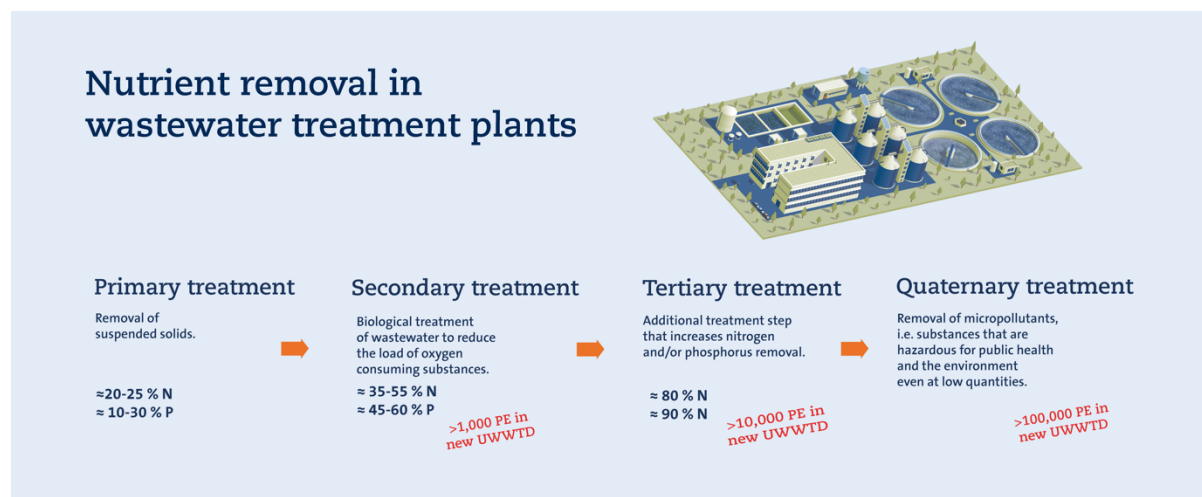 Nutrient removal in
wastewater treatment plants
Primary treatment
Removal of
suspended solids.
≈20-25 % N
≈ 10-30 % P
Secondary treatment
Biological treatment
of wastewater to reduce
the load of oxygen
consuming substances.
≈ 35-55 % N
≈ 45-60 % P
>1,000 PE in
new UWWTD
Tertiary treatment
Additional treatment step
that increases nitrogen
and/or phosphorus removal.
≈ 80 % N
≈ 90 % N
>10,000 PE in
new UWWTD
Quaternary treatment
Removal of micropollutants,
i.e. substances that are
hazardous for public health
and the environment
even at low quantities.
>100,000 PE in
new UWWTD